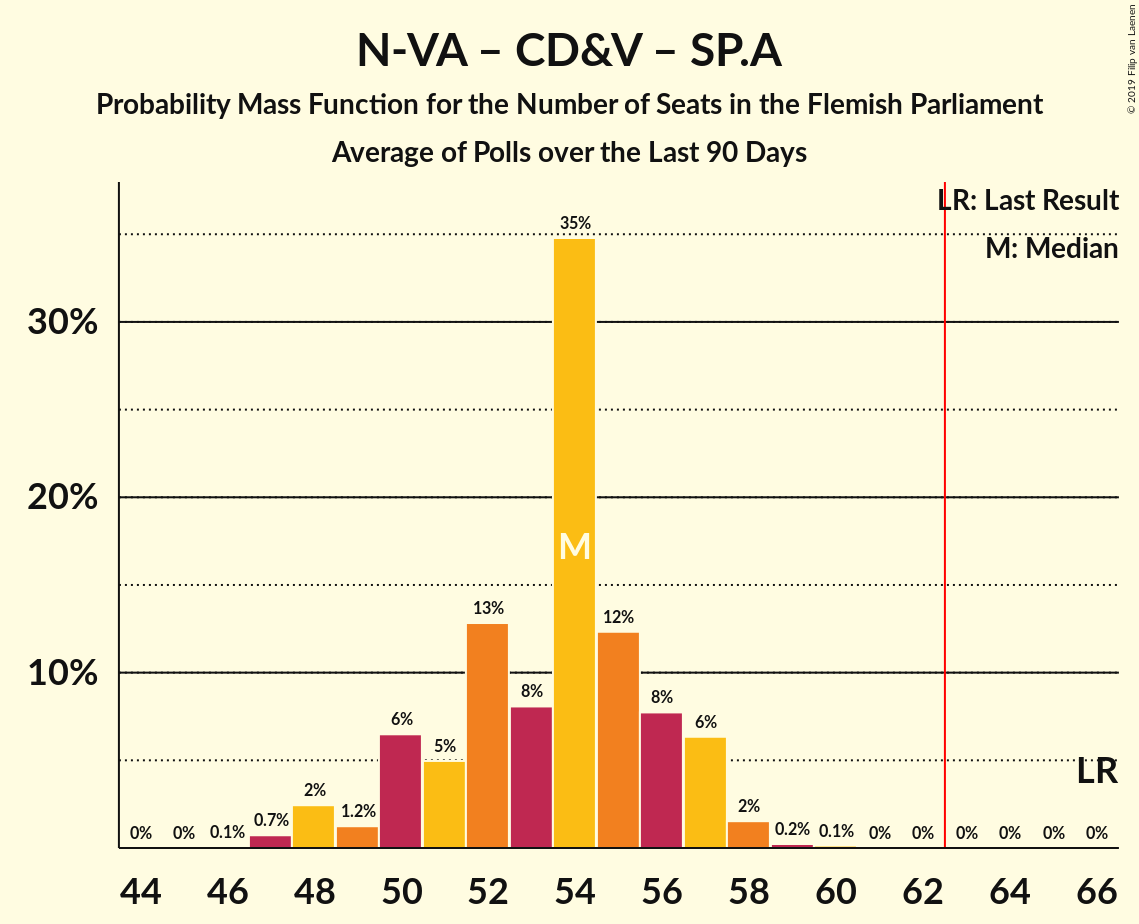 N-VA – CD&V – SP.A
Probability Mass Function for the Number of Seats in the Flemish Parliament
Average of Polls over the Last 90 Days
© 2019 Filip van Laenen
LR: Last Result
M: Median
35%
30%
20%
M
13%
12%
10%
8%
8%
6%
6%
5%
LR
2%
2%
1.2%
0.7%
0% 0% 0.1% 0.2% 0.1% 0% 0% 0% 0% 0% 0%
44 46 48 50 52 54 56 58 60 62 64 66